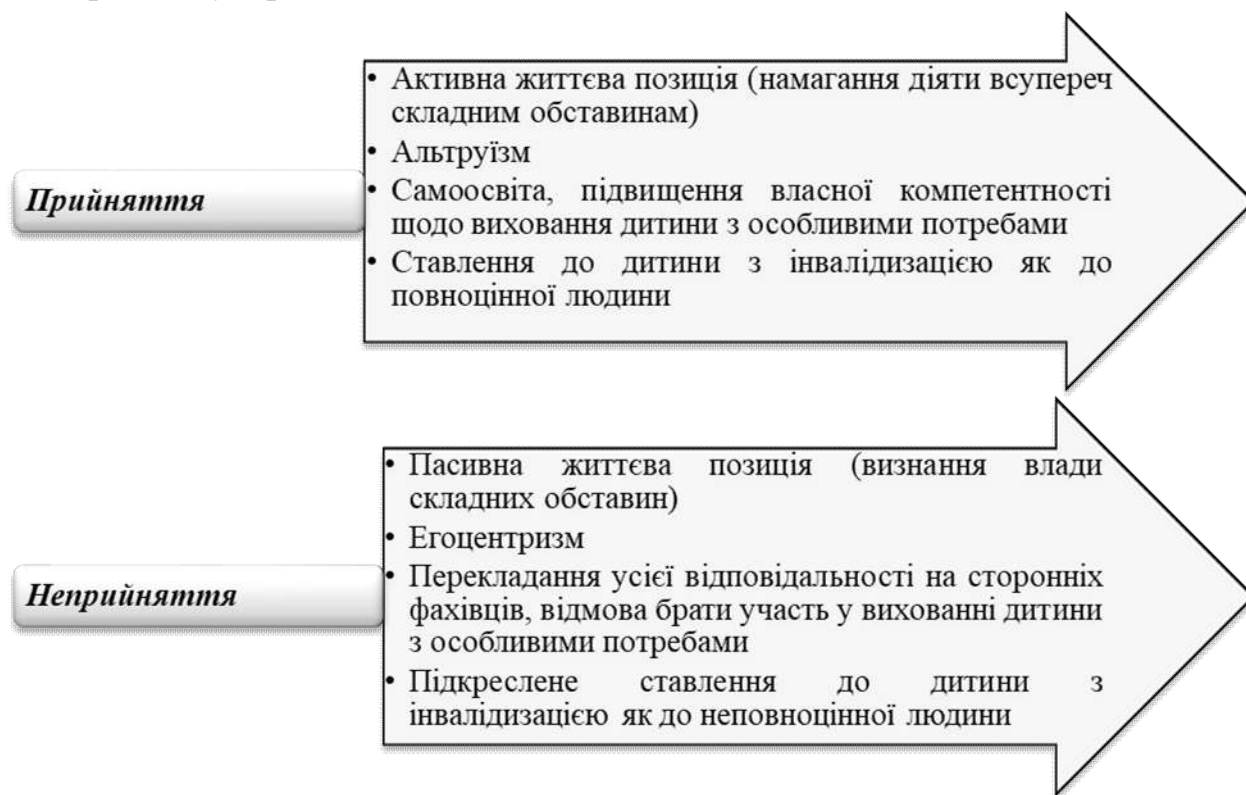 • Активна життєва позиція (намагання діяти всупереч
складним обставинам)
• Альтруїзм
Прийняття
• Самоосвіта, підвищення власної компетентності
щодо виховання дитини з особливими потребами
• Ставлення до дитини з інвалідизацією як до
повноцінної людини
• Пасивна життєва позиція (визнання влади
складних обставин)
• Егоцентризм
Неприйняття
• Перекладання усієї відповідальності на сторонніх
фахівців, відмова брати участь у вихованні дитини
з особливими потребами
• Підкреслене ставлення до дитини з
інвалідизацією як до неповноцінної людини